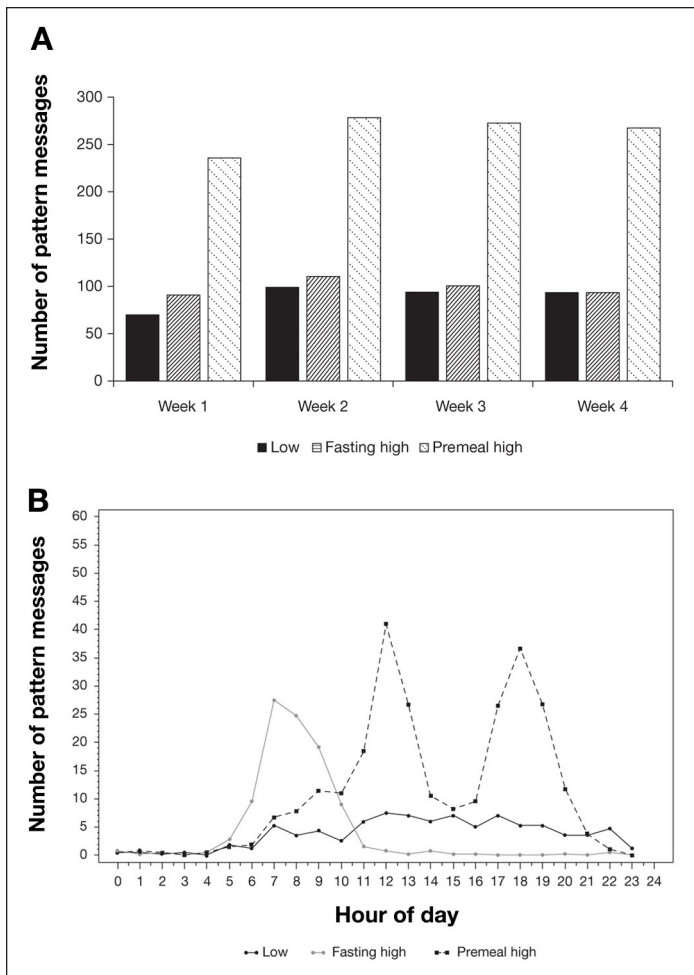 A
Number of pattern messages
300
250
200
150
100
50
0
Week 1 Week 2 Week 3 Week 4
Low Fasting high Premeal high
B
Number of pattern messages
60
55
50
45
40
35
30
25
20
15
10
5
0
0 1 2 3 4 5 6 7 8 9 10 11 12 13 14 15 16 17 18 19 20 21 22 23 24
Hour of day
Low Fasting high Premeal high